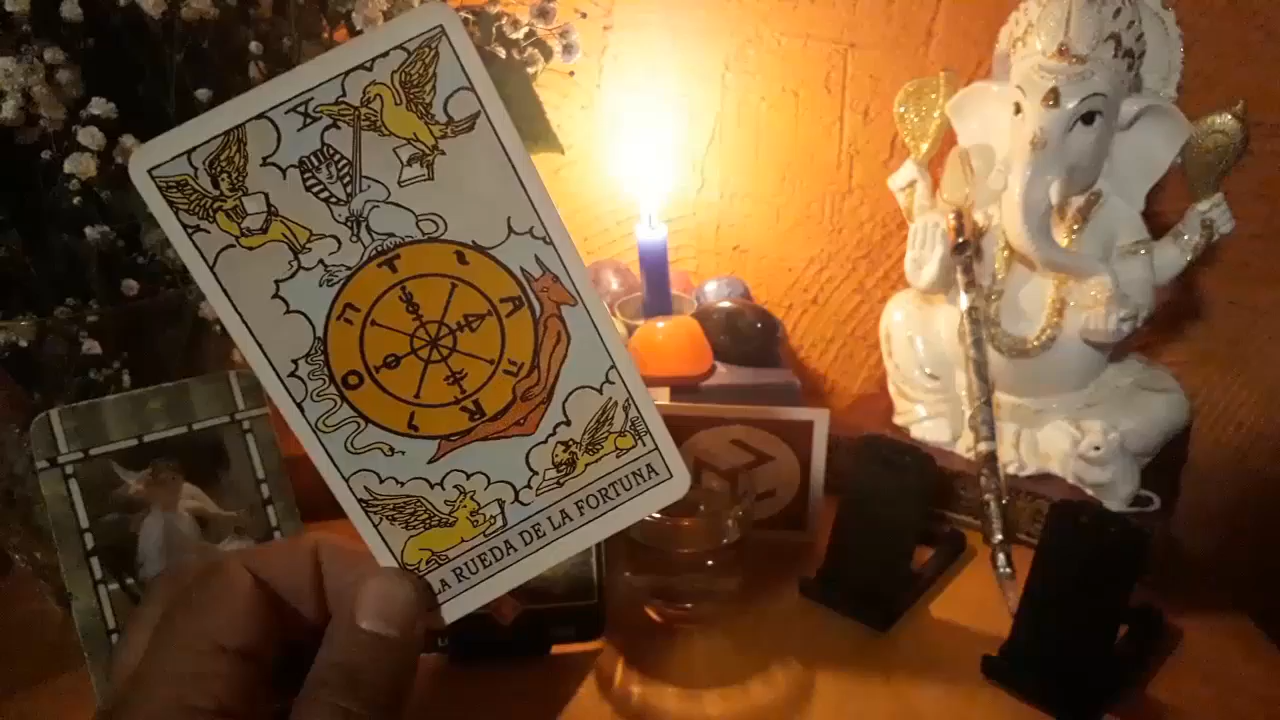 X
T A R O
י ה ו ה
LA RUEDA DE LA FORTUNA